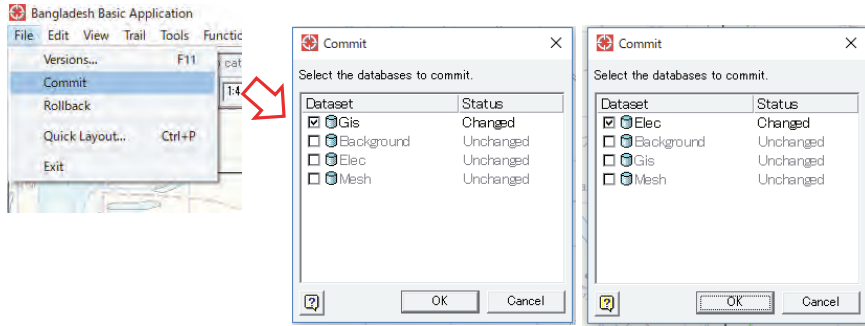 Bangladesh Basic Application
File Edit View Trail Tools Functio
Versions... F11
cat
Commit
1:4
Rollback
Quick Layout... Ctrl+P
Exit
Commit
Select the databases to commit.
Dataset Status
Gis Changed
Background Unchanged
Elec Unchanged
Mesh Unchanged
OK Cancel
Commit
Select the databases to commit.
Dataset Status
Elec Changed
Background Unchanged
Gis Unchanged
Mesh Unchanged
OK Cancel